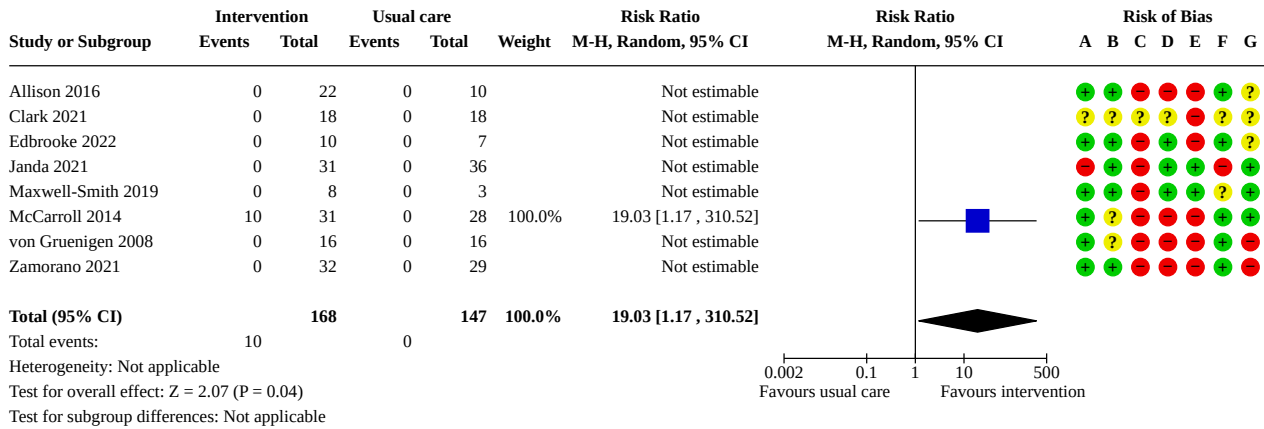 Intervention Usual care Risk Ratio Risk Ratio Risk of Bias
Study or Subgroup Events Total Events Total Weight M-H, Random, 95% CI M-H, Random, 95% CI A B C D E F G
Allison 2016 0 22 0 10 Not estimable + + − − − + ?
Clark 2021 0 18 0 18 Not estimable ? ? ? ? − ? ?
Edbrooke 2022 0 10 0 7 Not estimable + + − + − + ?
Janda 2021 0 31 0 36 Not estimable − + − + + − +
Maxwell-Smith 2019 0 8 0 3 Not estimable + + − + + ? +
McCarroll 2014 10 31 0 28 100.0% 19.03 [1.17 , 310.52] + ? − − − + +
von Gruenigen 2008 0 16 0 16 Not estimable + ? − − − + −
Zamorano 2021 0 32 0 29 Not estimable + + − − − + −
Total (95% CI) 168 147 100.0% 19.03 [1.17 , 310.52]
Total events: 10 0
Heterogeneity: Not applicable 0.002 0.1 1 10 500
Test for overall effect: Z = 2.07 (P = 0.04) Favours usual care Favours intervention
Test for subgroup differences: Not applicable